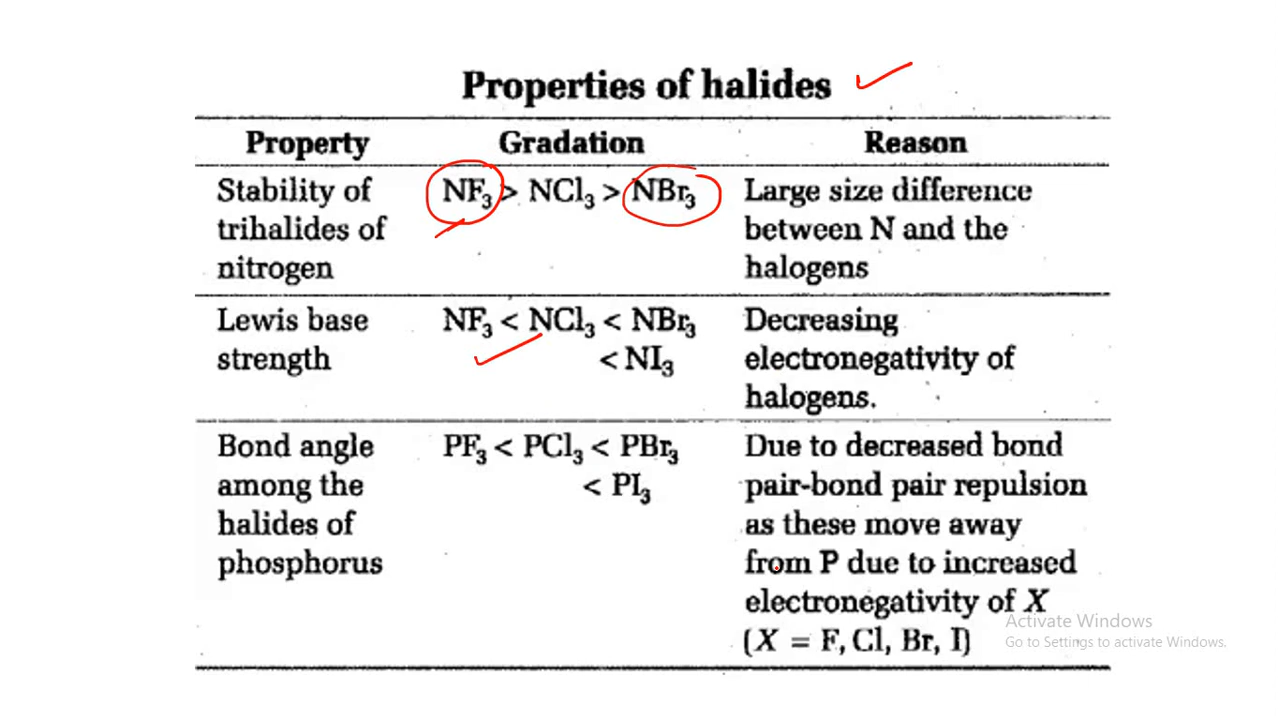 Properties of halides
Property Gradation Reason
Stability of NF₃ > NCl₃ > NBr₃ Large size difference
trihalides of between N and the
nitrogen halogens
Lewis base NF₃ < NCl₃ < NBr₃ Decreasing
strength < NI₃ electronegativity of
halogens.
Bond angle PF₃ < PCl₃ < PBr₃ Due to decreased bond
among the < PI₃ pair-bond pair repulsion
halides of as these move away
phosphorus from P due to increased
electronegativity of X
(X = F, Cl, Br, I)
Activate Windows
Go to Settings to activate Windows.